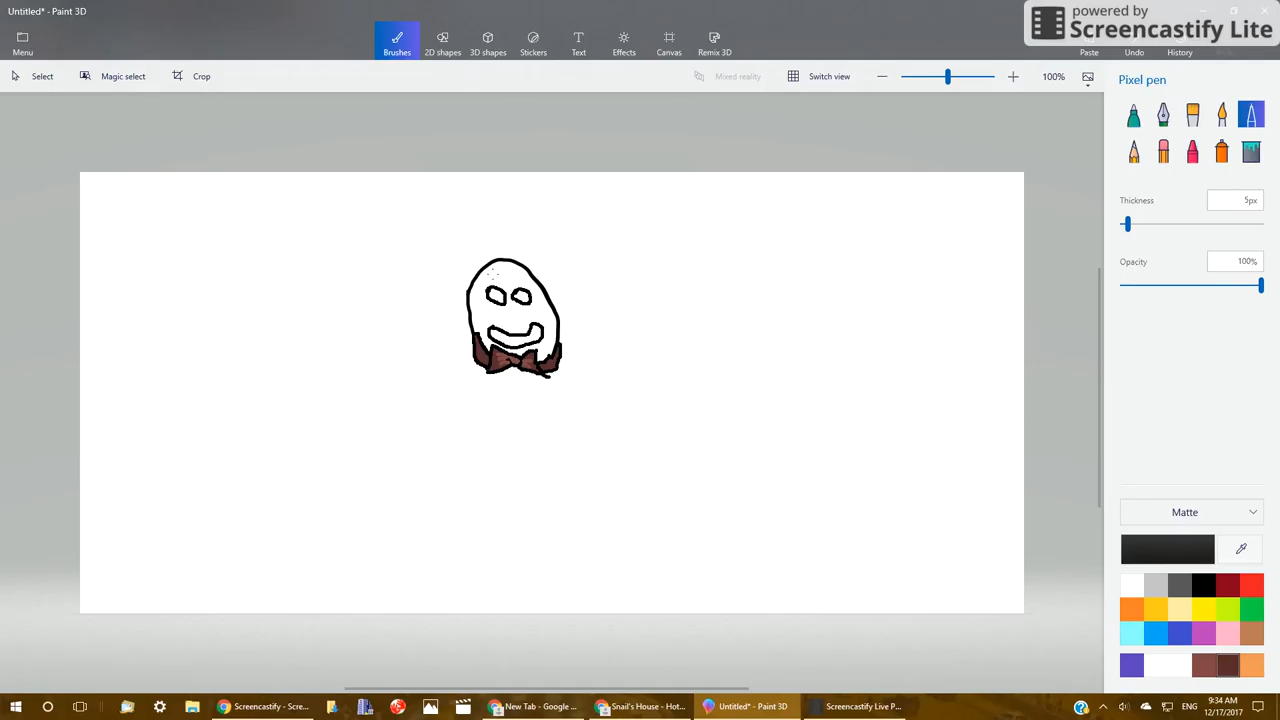 Untitled* - Paint 3D
powered by
Screencastify Lite
Menu
Brushes
2D shapes
3D shapes
Stickers
Text
Effects
Canvas
Remix 3D
Paste
Undo
History
Select
Magic select
Crop
Mixed reality
Switch view
100%
Pixel pen
Thickness
5px
Opacity
100%
Matte
Screencastify - Scre...
New Tab - Google ...
Snail's House - Hot...
Untitled* - Paint 3D
Screencastify Live P...
ENG
9:34 AM
12/17/2017